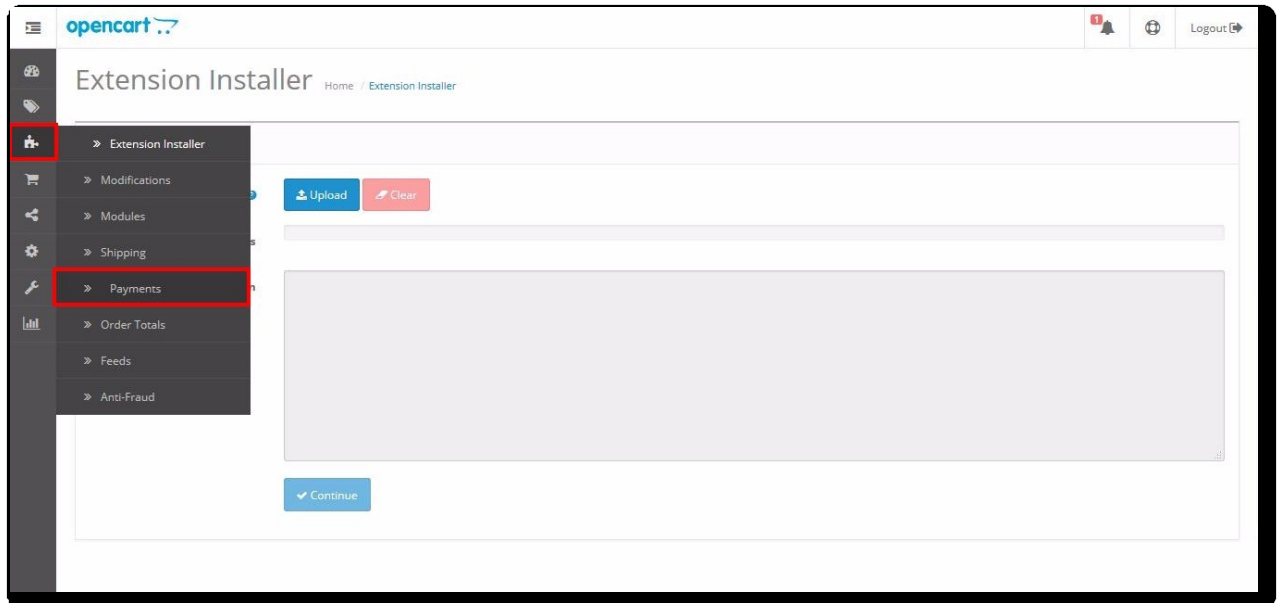 opencart
1
Logout
Extension Installer Home / Extension Installer
» Extension Installer
» Modifications
» Modules
» Shipping
» Payments
» Order Totals
» Feeds
» Anti-Fraud
Upload Clear
s
n
Continue